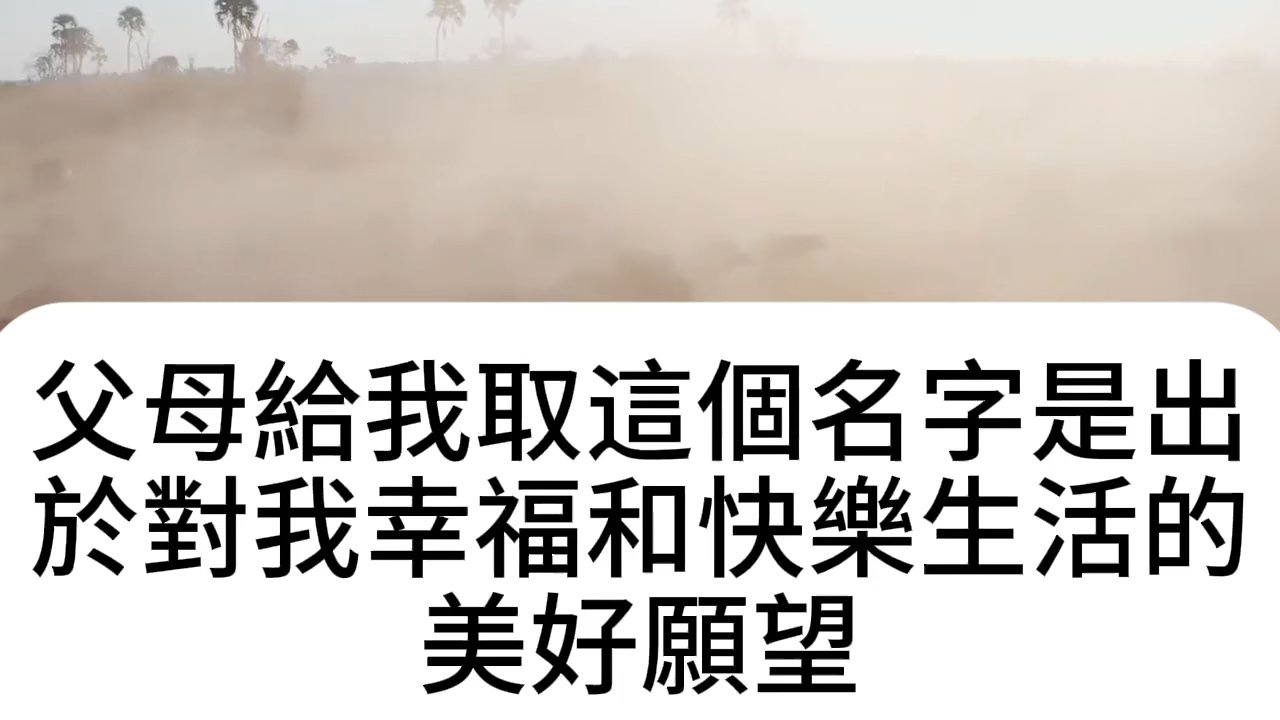 父母給我取這個名字是出
於對我幸福和快樂生活的
美好願望